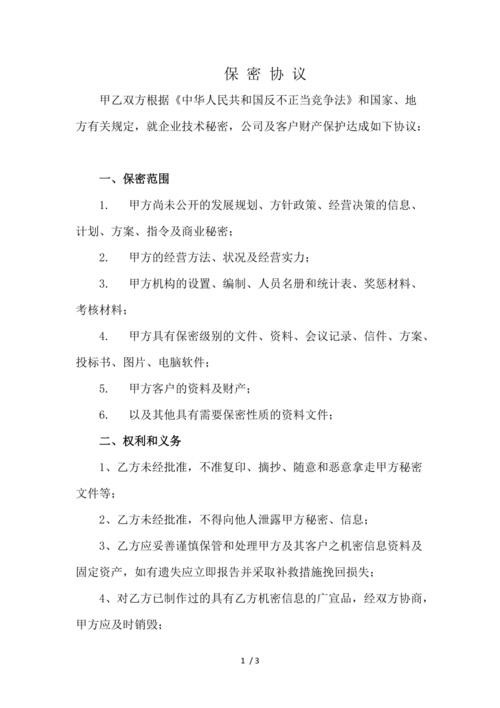 保 密 协 议
甲乙双方根据《中华人民共和国反不正当竞争法》和国家、地
方有关规定，就企业技术秘密，公司及客户财产保护达成如下协议：
一、保密范围
1. 甲方尚未公开的发展规划、方针政策、经营决策的信息、
计划、方案、指令及商业秘密；
2. 甲方的经营方法、状况及经营实力；
3. 甲方机构的设置、编制、人员名册和统计表、奖惩材料、
考核材料；
4. 甲方具有保密级别的文件、资料、会议记录、信件、方案、
投标书、图片、电脑软件；
5. 甲方客户的资料及财产；
6. 以及其他具有需要保密性质的资料文件；
二、权利和义务
1、乙方未经批准，不准复印、摘抄、随意和恶意拿走甲方秘密
文件等；
2、乙方未经批准，不得向他人泄露甲方秘密、信息；
3、乙方应妥善谨慎保管和处理甲方及其客户之机密信息资料及
固定资产，如有遗失应立即报告并采取补救措施挽回损失；
4、对乙方已制作过的具有乙方机密信息的广宣品，经双方协商，
甲方应及时销毁；
1 / 3